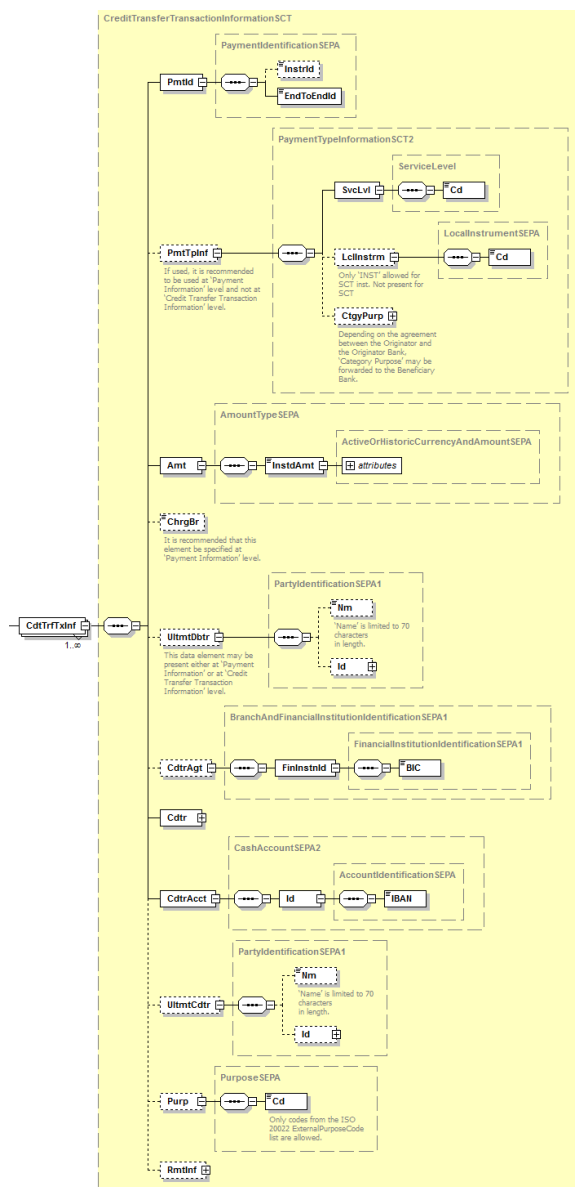 CreditTransferTransactionInformationSCT
PaymentIdentificationSEPA
InstrId
PmtId
EndToEndId
PaymentTypeInformationSCT2
ServiceLevel
SvcLvl
Cd
LocalInstrumentSEPA
PmtTpInf
LclInstrm
Cd
If used, it is recommended
to be used at 'Payment
Information' level and not at
'Credit Transfer Transaction
Information' level.
Only 'INST' allowed for
SCT inst. Not present for
SCT
CtgyPurp
Depending on the agreement
between the Originator and
the Originator Bank.
'Category Purpose' may be
forwarded to the Beneficiary
Bank.
AmountTypeSEPA
ActiveOrHistoricCurrencyAndAmountSEPA
Amt
InstdAmt
attributes
ChrgBr
It is recommended that this
element be specified at
'Payment Information' level.
PartyIdentificationSEPA1
Nm
'Name' is limited to 70
characters
in length.
CdtTrfTxInf
1..∞
UltmtDbtr
This data element may be
present either at 'Payment
Information' or at 'Credit
Transfer Transaction
Information' level.
Id
BranchAndFinancialInstitutionIdentificationSEPA1
FinancialInstitutionIdentificationSEPA1
CdtrAgt
FinInstnId
BIC
Cdtr
CashAccountSEPA2
AccountIdentificationSEPA
CdtrAcct
Id
IBAN
PartyIdentificationSEPA1
Nm
'Name' is limited to 70
characters
in length.
UltmtCdtr
Id
PurposeSEPA
Purp
Cd
Only codes from the ISO
20022 ExternalPurposeCode
list are allowed.
RmtInf